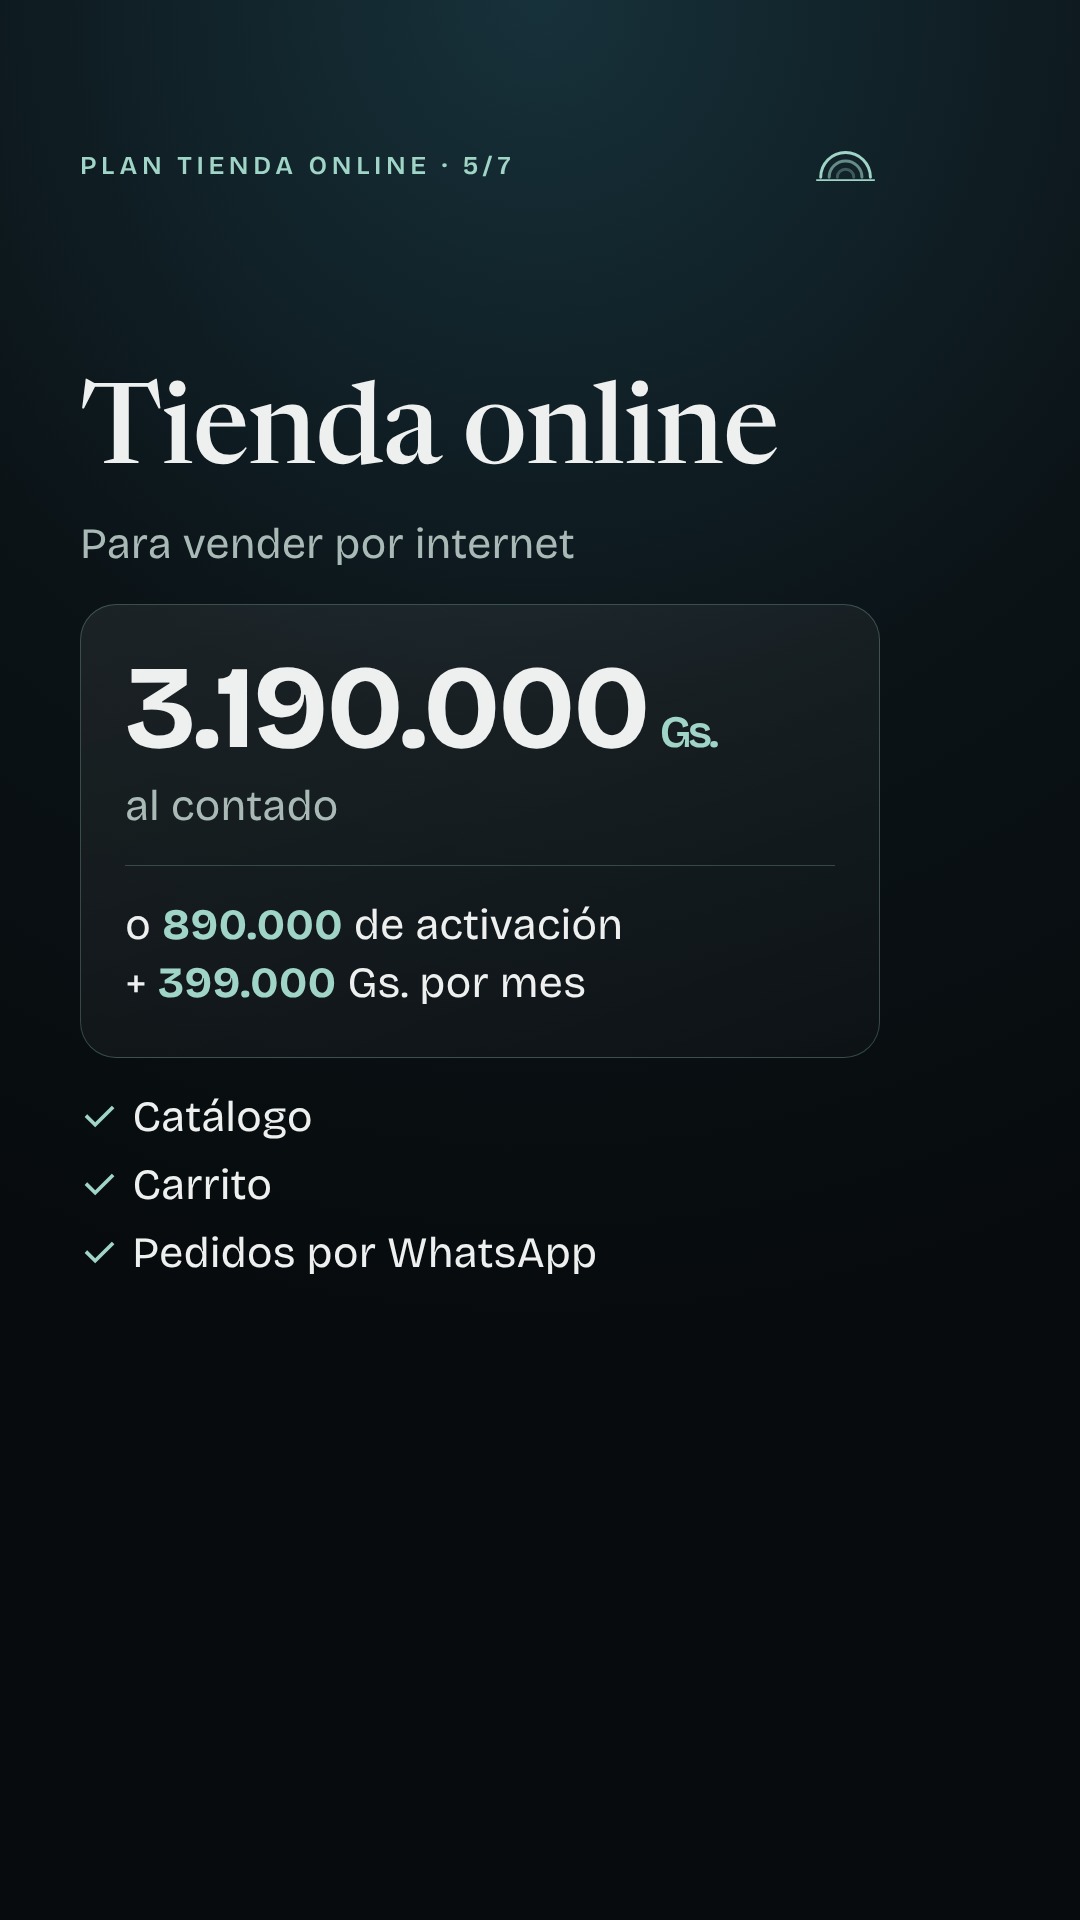 PLAN TIENDA ONLINE · 5/7
Tienda online
Para vender por internet
3.190.000 Gs.
al contado
o 890.000 de activación
+ 399.000 Gs. por mes
Catálogo
Carrito
Pedidos por WhatsApp